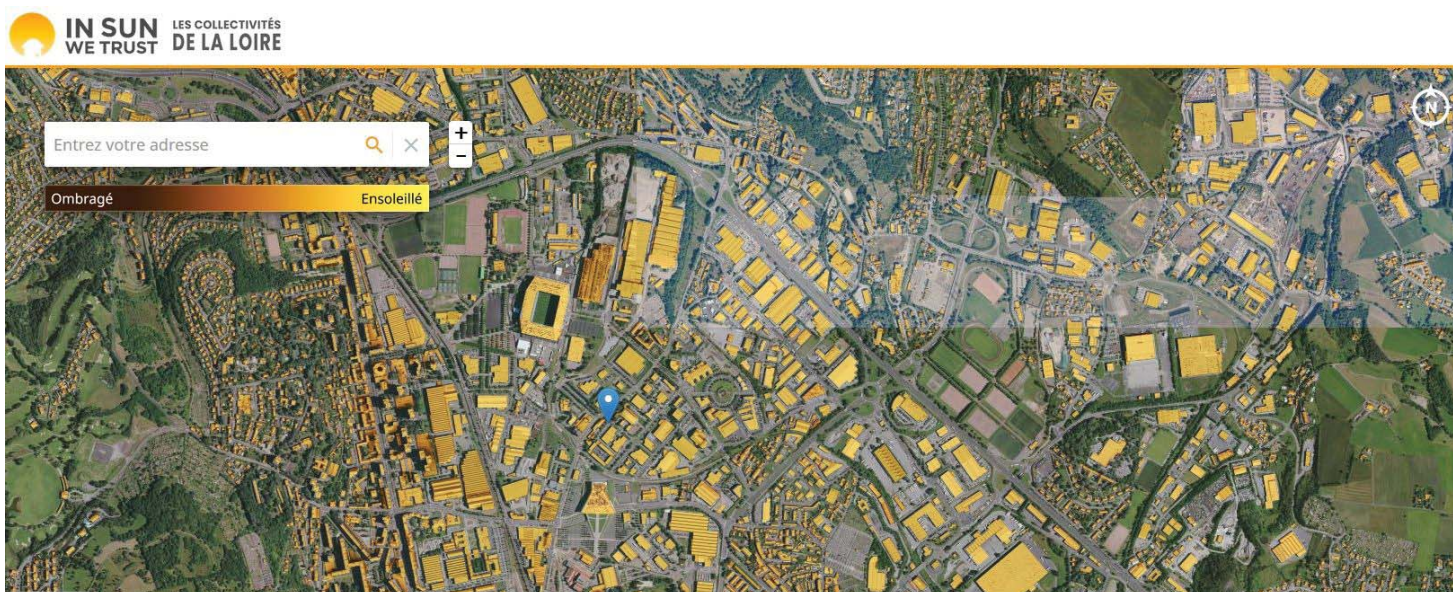 IN SUN
WE TRUST
LES COLLECTIVITÉS
DE LA LOIRE
Entrez votre adresse
+
-
N
Ombragé
Ensoleillé